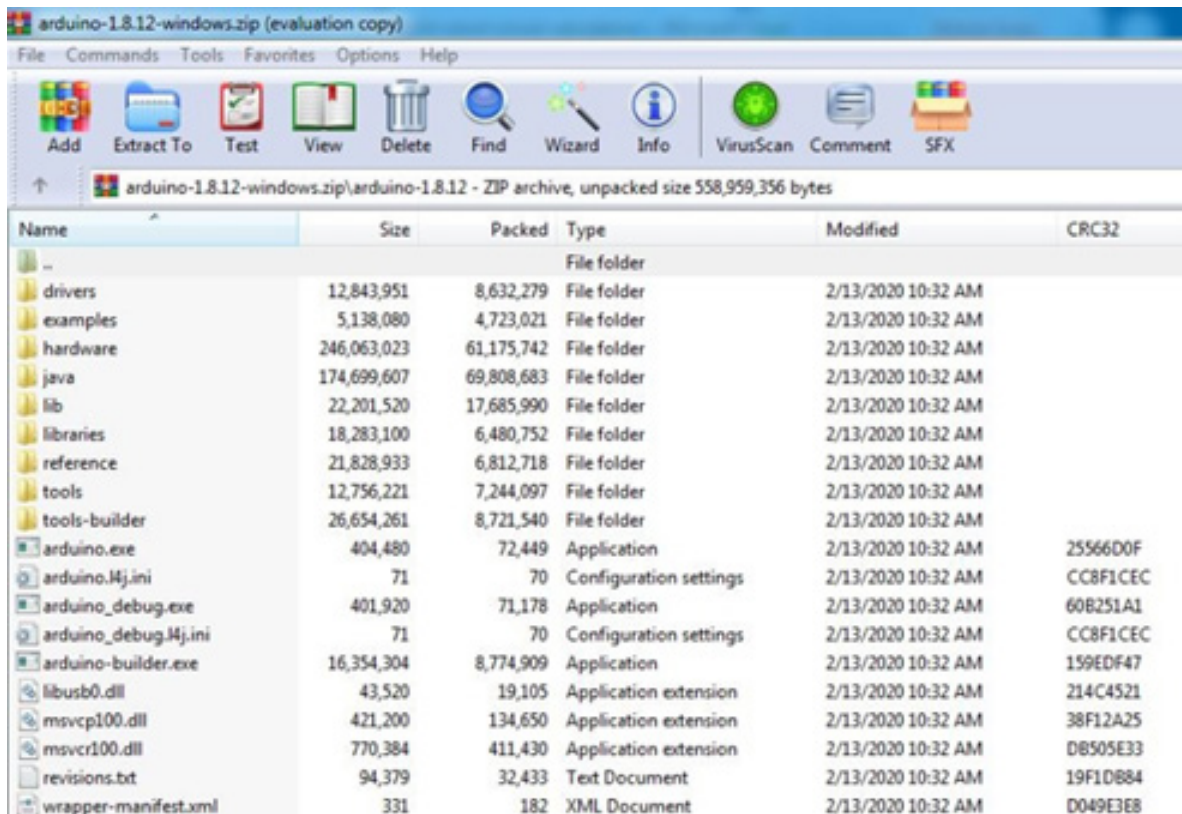 arduino-1.8.12-windows.zip (evaluation copy)
File Commands Tools Favorites Options Help
Add Extract To Test View Delete Find Wizard Info VirusScan Comment SFX
arduino-1.8.12-windows.zip\arduino-1.8.12 - ZIP archive, unpacked size 558,959,356 bytes
Name Size Packed Type Modified CRC32
.. File folder
drivers 12,843,951 8,632,279 File folder 2/13/2020 10:32 AM
examples 5,138,080 4,723,021 File folder 2/13/2020 10:32 AM
hardware 246,063,023 61,175,742 File folder 2/13/2020 10:32 AM
java 174,699,607 69,808,683 File folder 2/13/2020 10:32 AM
lib 22,201,520 17,685,990 File folder 2/13/2020 10:32 AM
libraries 18,283,100 6,480,752 File folder 2/13/2020 10:32 AM
reference 21,828,933 6,812,718 File folder 2/13/2020 10:32 AM
tools 12,756,221 7,244,097 File folder 2/13/2020 10:32 AM
tools-builder 26,654,261 8,721,540 File folder 2/13/2020 10:32 AM
arduino.exe 404,480 72,449 Application 2/13/2020 10:32 AM 25566D0F
arduino.l4j.ini 71 70 Configuration settings 2/13/2020 10:32 AM CC8F1CEC
arduino_debug.exe 401,920 71,178 Application 2/13/2020 10:32 AM 60B251A1
arduino_debug.l4j.ini 71 70 Configuration settings 2/13/2020 10:32 AM CC8F1CEC
arduino-builder.exe 16,354,304 8,774,909 Application 2/13/2020 10:32 AM 159EDF47
libusb0.dll 43,520 19,105 Application extension 2/13/2020 10:32 AM 214C4521
msvcp100.dll 421,200 134,650 Application extension 2/13/2020 10:32 AM 38F12A25
msvcr100.dll 770,384 411,430 Application extension 2/13/2020 10:32 AM DB505E33
revisions.txt 94,379 32,433 Text Document 2/13/2020 10:32 AM 19F1DB84
wrapper-manifest.xml 331 182 XML Document 2/13/2020 10:32 AM D049E3E8